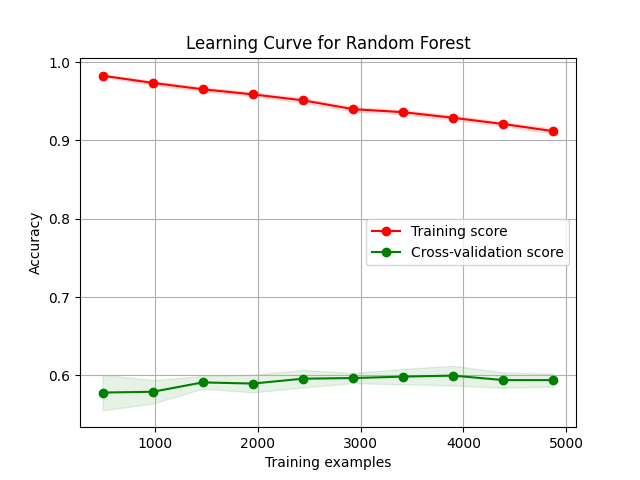 Learning Curve for Random Forest
1.0
0.9
0.8
0.7
0.6
Accuracy
Training score
Cross-validation score
1000 2000 3000 4000 5000
Training examples